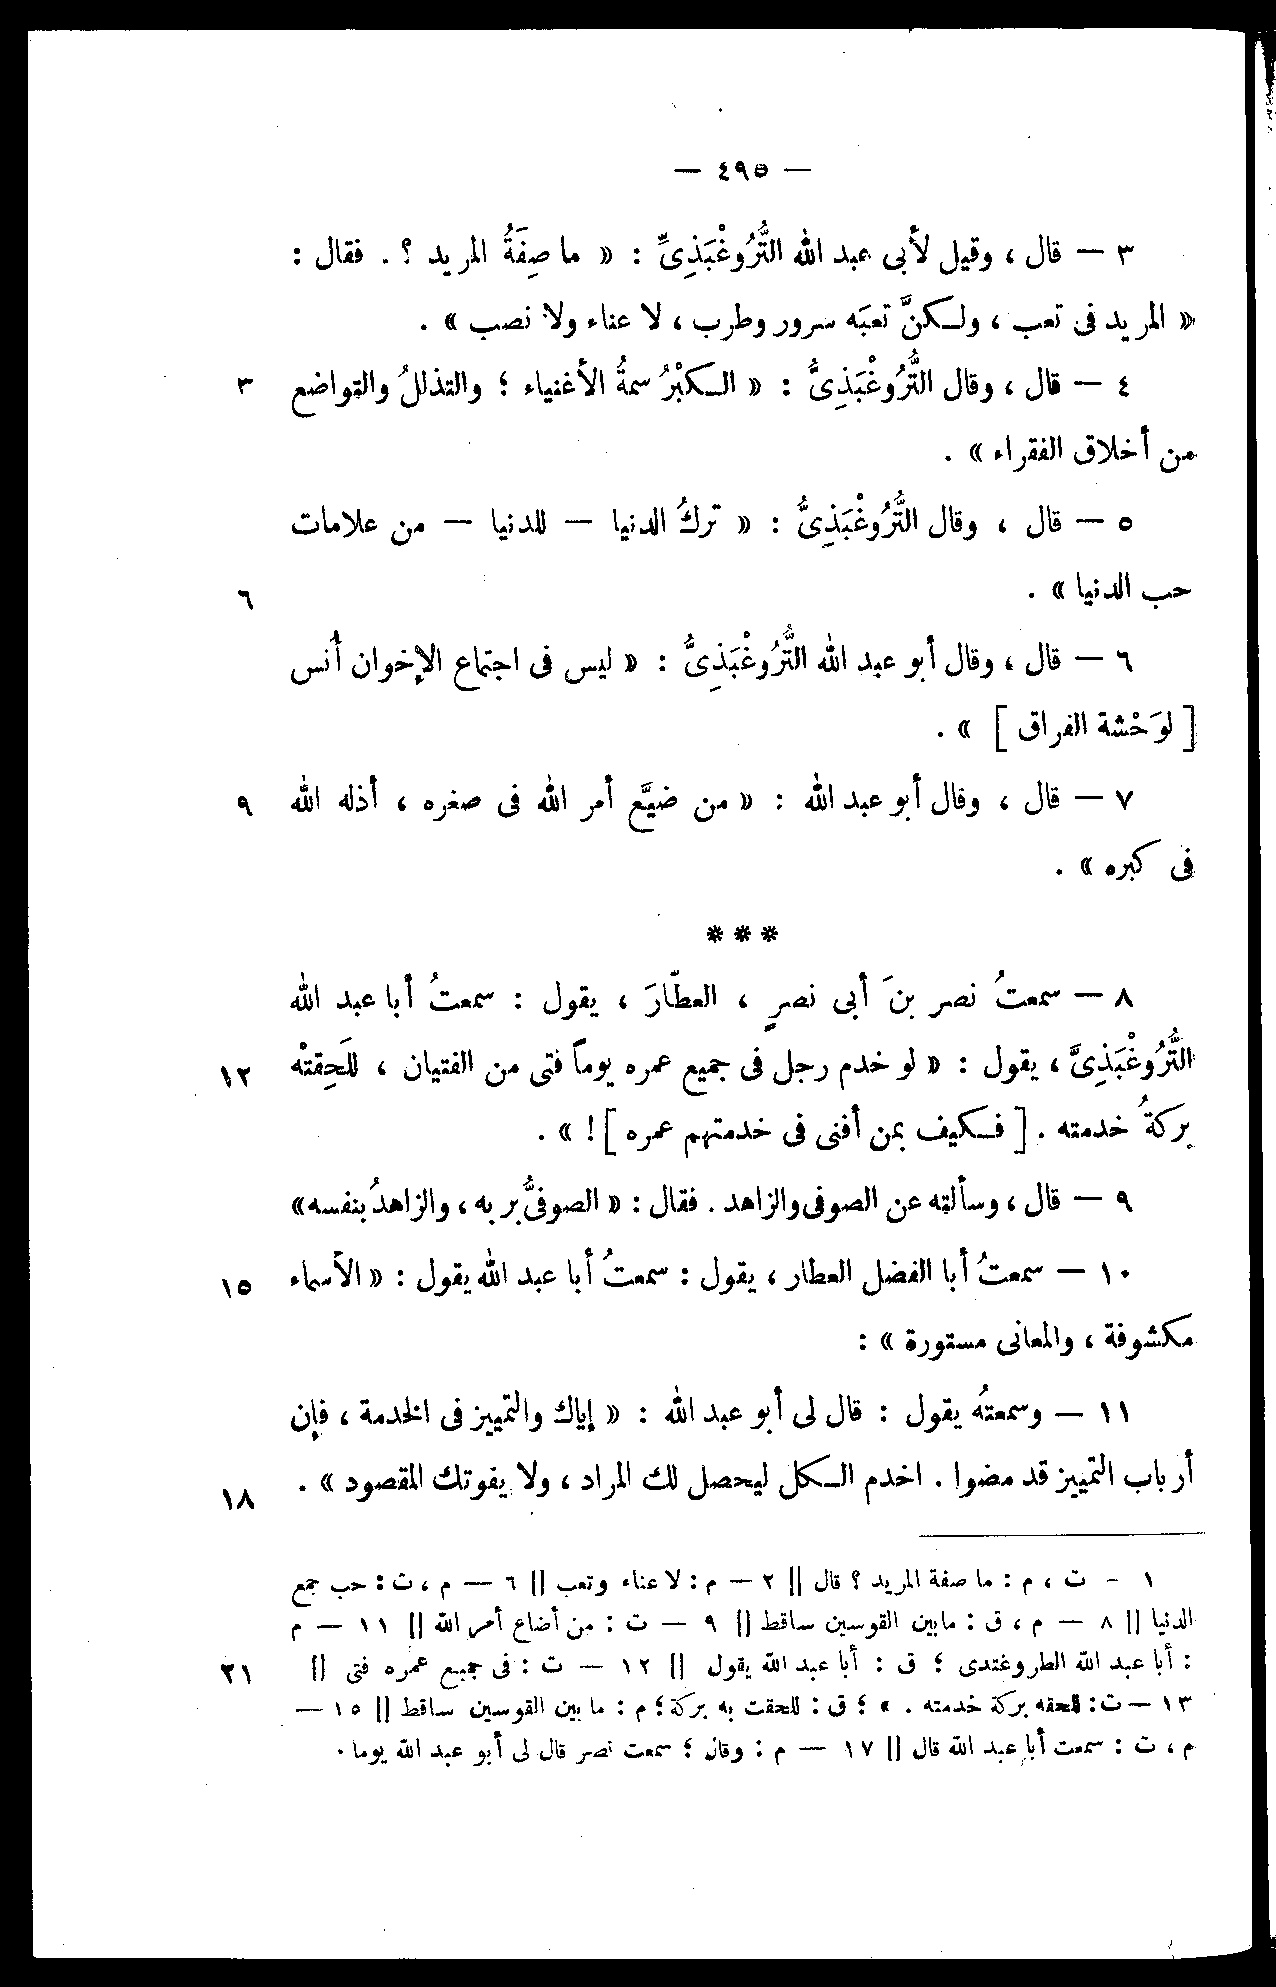 — ٤٩٥ —
٣ — قال ، وقيل لأبى عبد الله التُّرُوغْبَذِىِّ : « ما صِفَةُ المريد ؟ . فقال :
« المريد فى تعب ، ولكنَّ تعبَه سرور وطرب ، لا عناء ولا نصب » .
٤ — قال ، وقال التُّرُوغْبَذِىُّ : « الكبْرُ سمةُ الأغنياء ؛ والتذللُ والتواضع ٣
من أخلاق الفقراء » .
٥ — قال ، وقال التُّرُوغْبَذِىُّ : « تركُ الدنيا — للدنيا — من علامات
حب الدنيا » . ٦
٦ — قال ، وقال أبو عبد الله التُّرُوغْبَذِىُّ : « ليس فى اجتماع الإخوان أُنس
[ لوَحْشة الفراق ] » .
٧ — قال ، وقال أبو عبد الله : « من ضيَّع أمر الله فى صغره ، أذله الله ٩
فى كبره » .
***
٨ — سمعتُ نصر بنَ أبى نصرٍ ، العطّارَ ، يقول : سمعتُ أبا عبد الله
التُّرُوغْبَذِىَّ ، يقول : « لو خدم رجل فى جميع عمره يوماً فتى من الفتيان ، للَحِقتْه ١٢
بركةُ خدمته . [ فكيف بمن أفنى فى خدمتهم عمره ] ! » .
٩ — قال ، وسألته عن الصوفى والزاهد . فقال : « الصوفىُّ بربه ، والزاهدُ بنفسه »
١٠ — سمعتُ أبا الفضل العطار ، يقول : سمعتُ أبا عبد الله يقول : « الأسماء ١٥
مكشوفة ، والمعانى مستورة » :
١١ — وسمعتُه يقول : قال لى أبو عبد الله : « إياك والتمييز فى الخدمة ، فإن
أرباب التمييز قد مضوا . اخدم الكل ليحصل لك المراد ، ولا يفوتك المقصود » . ١٨
١ - ت ، م : ما صفة المريد ؟ قال || ٢ — م : لا عناء وتعب || ٦ — م ، ت : حب جمع
الدنيا || ٨ — م ، ق : مابين القوسين ساقط || ٩ — ت : من أضاع أمر الله || ١١ — م
: أبا عبد الله الطروغتدى ؛ ق : أبا عبد الله يقول || ١٢ — ت : فى جميع عمره فتى || ٢١
١٣ — ت : للحقه بركة خدمته . » ؛ ق : للحقت به بركة ؛ م : ما بين القوسين ساقط || ١٥ —
م ، ت : سمعت أبا عبد الله قال || ١٧ — م : وقال ؛ سمعت نصر قال لى أبو عبد الله يوما .